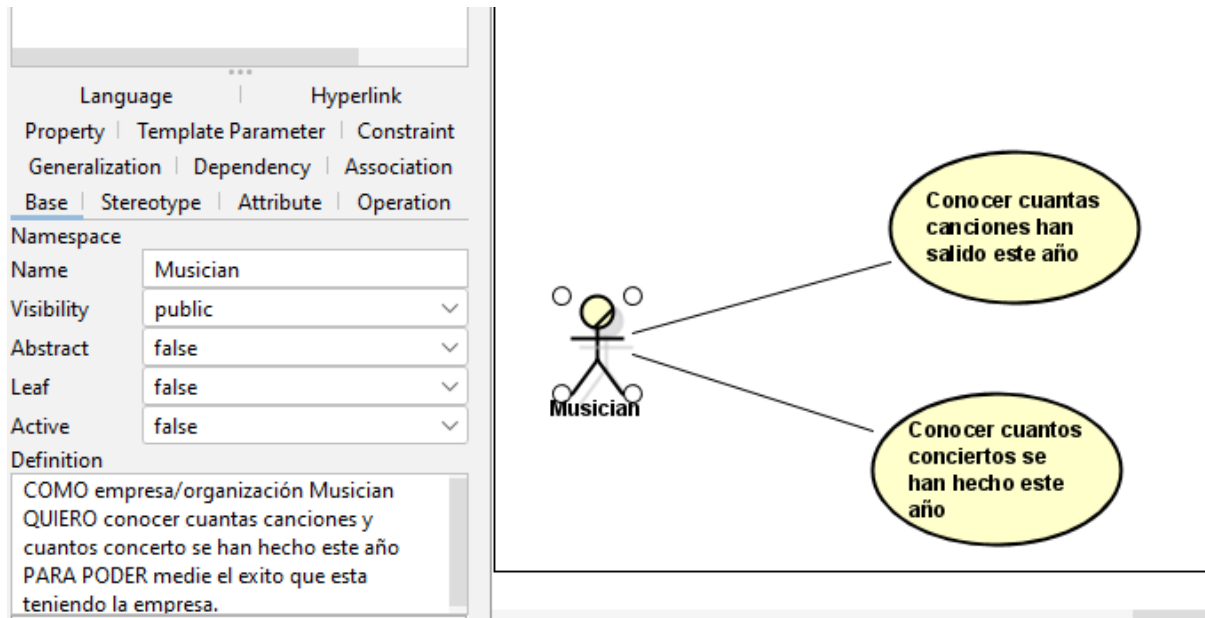 Language | Hyperlink
Property | Template Parameter | Constraint
Generalization | Dependency | Association
Base | Stereotype | Attribute | Operation
Namespace
Name Musician
Visibility public
Abstract false
Leaf false
Active false
Definition
COMO empresa/organización Musician
QUIERO conocer cuantas canciones y
cuantos concerto se han hecho este año
PARA PODER medie el exito que esta
teniendo la empresa.
Musician
Conocer cuantas
canciones han
salido este año
Conocer cuantos
conciertos se
han hecho este
año